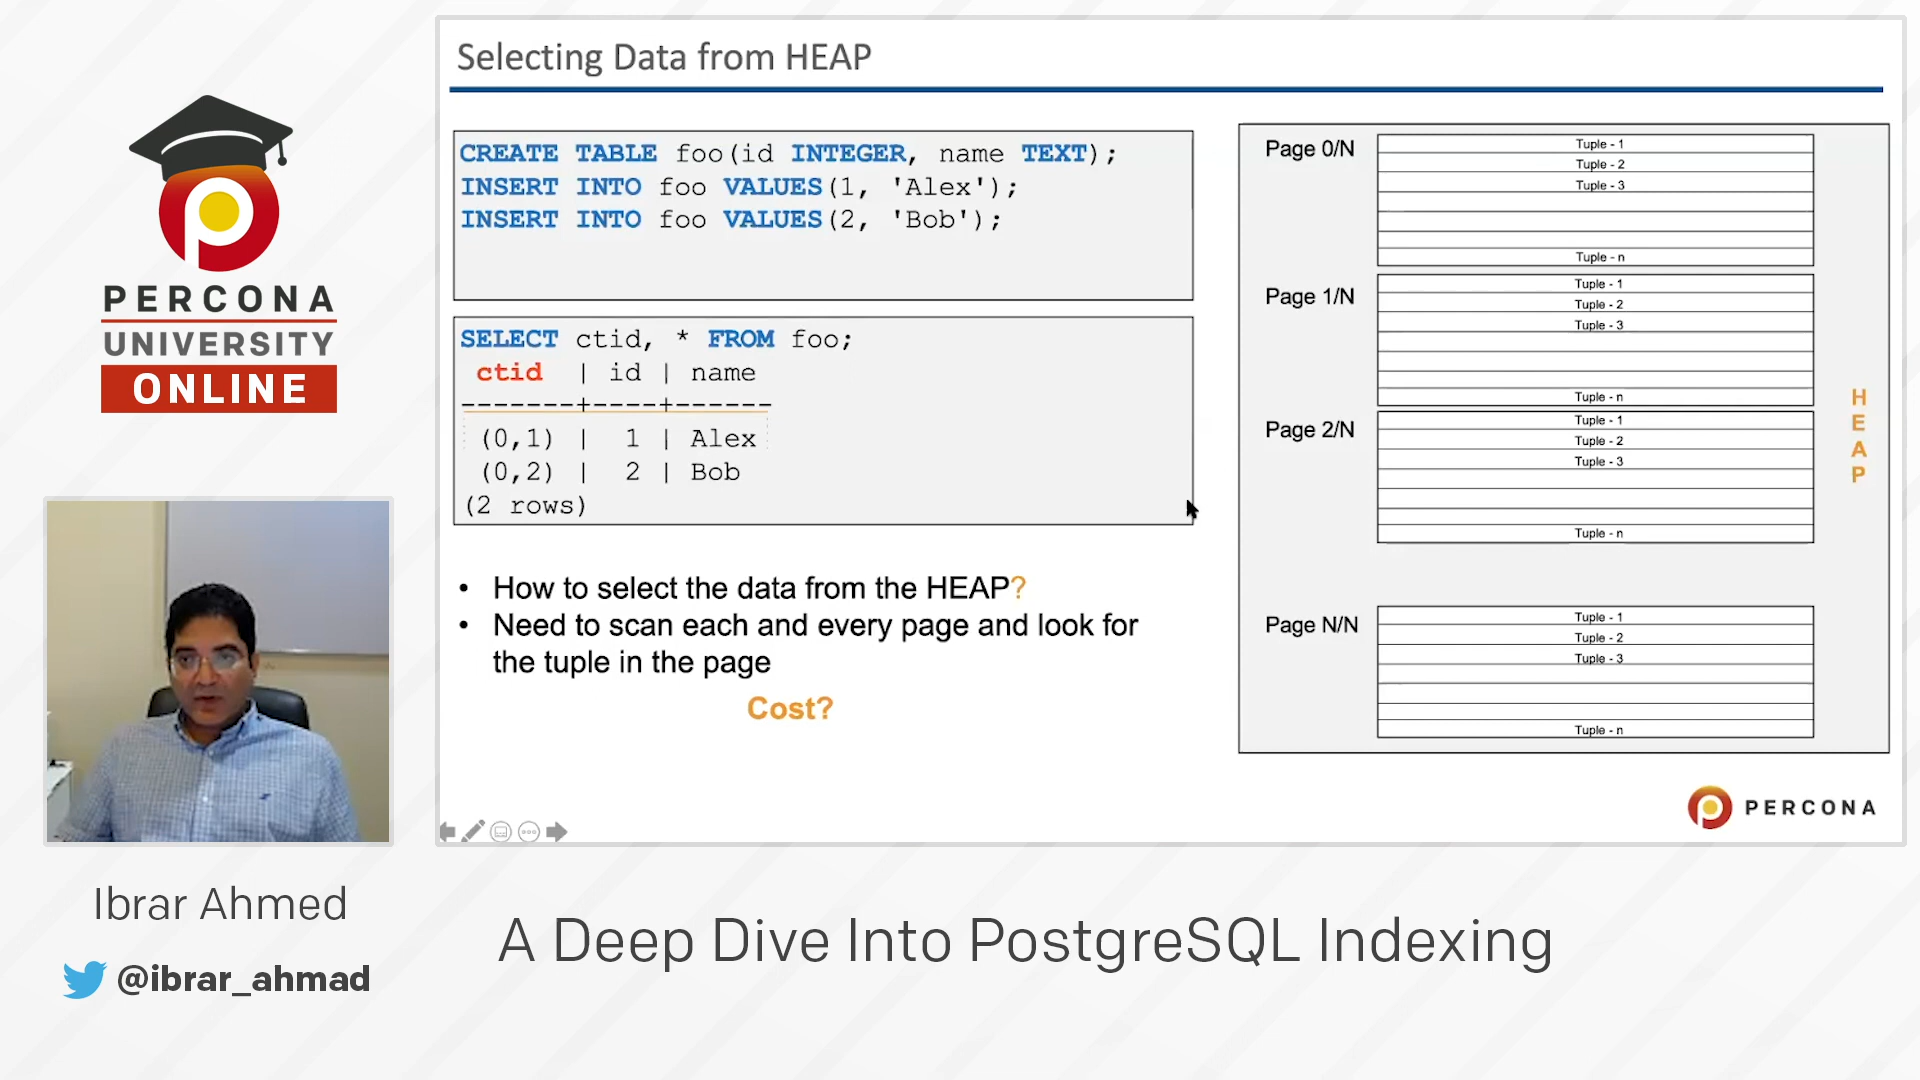 PERCONA
UNIVERSITY
ONLINE
Ibrar Ahmed
@ibrar_ahmad
Selecting Data from HEAP
CREATE TABLE foo(id INTEGER, name TEXT);
INSERT INTO foo VALUES(1, 'Alex');
INSERT INTO foo VALUES(2, 'Bob');
SELECT ctid, * FROM foo;
ctid | id | name
-------+----+------
(0,1) | 1 | Alex
(0,2) | 2 | Bob
(2 rows)
• How to select the data from the HEAP?
• Need to scan each and every page and look for
the tuple in the page
Cost?
Page 0/N
Tuple - 1
Tuple - 2
Tuple - 3
Tuple - n
Page 1/N
Tuple - 1
Tuple - 2
Tuple - 3
Tuple - n
Page 2/N
Tuple - 1
Tuple - 2
Tuple - 3
Tuple - n
Page N/N
Tuple - 1
Tuple - 2
Tuple - 3
Tuple - n
HEAP
PERCONA
A Deep Dive Into PostgreSQL Indexing